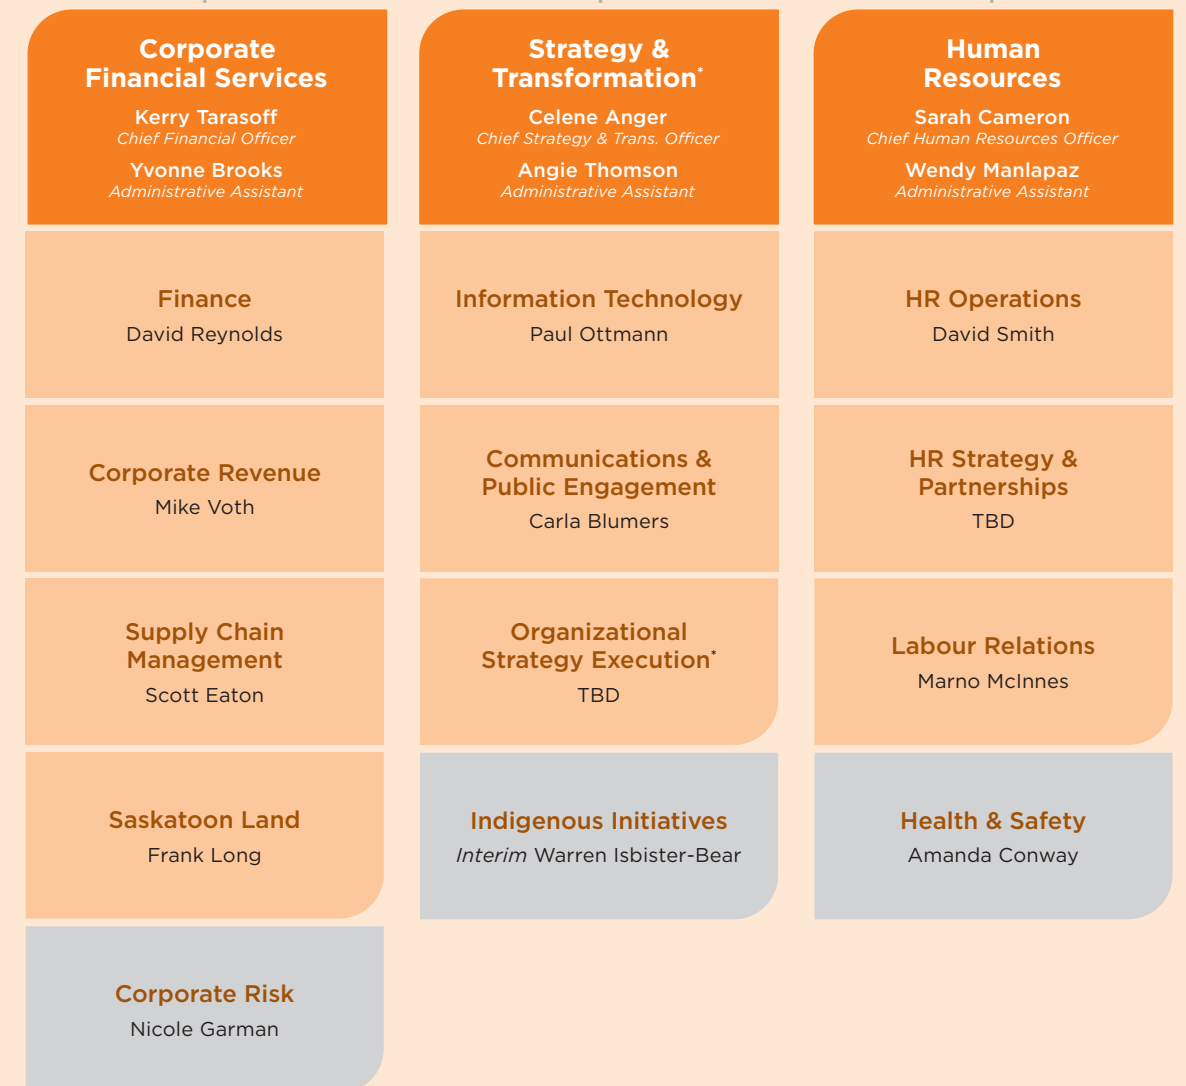 Corporate
Financial Services
Kerry Tarasoff
Chief Financial Officer
Yvonne Brooks
Administrative Assistant
Finance
David Reynolds
Corporate Revenue
Mike Voth
Supply Chain
Management
Scott Eaton
Saskatoon Land
Frank Long
Corporate Risk
Nicole Garman
Strategy &
Transformation*
Celene Anger
Chief Strategy & Trans. Officer
Angie Thomson
Administrative Assistant
Information Technology
Paul Ottmann
Communications &
Public Engagement
Carla Blumers
Organizational
Strategy Execution*
TBD
Indigenous Initiatives
Interim Warren Isbister-Bear
Human
Resources
Sarah Cameron
Chief Human Resources Officer
Wendy Manlapaz
Administrative Assistant
HR Operations
David Smith
HR Strategy &
Partnerships
TBD
Labour Relations
Marno McInnes
Health & Safety
Amanda Conway